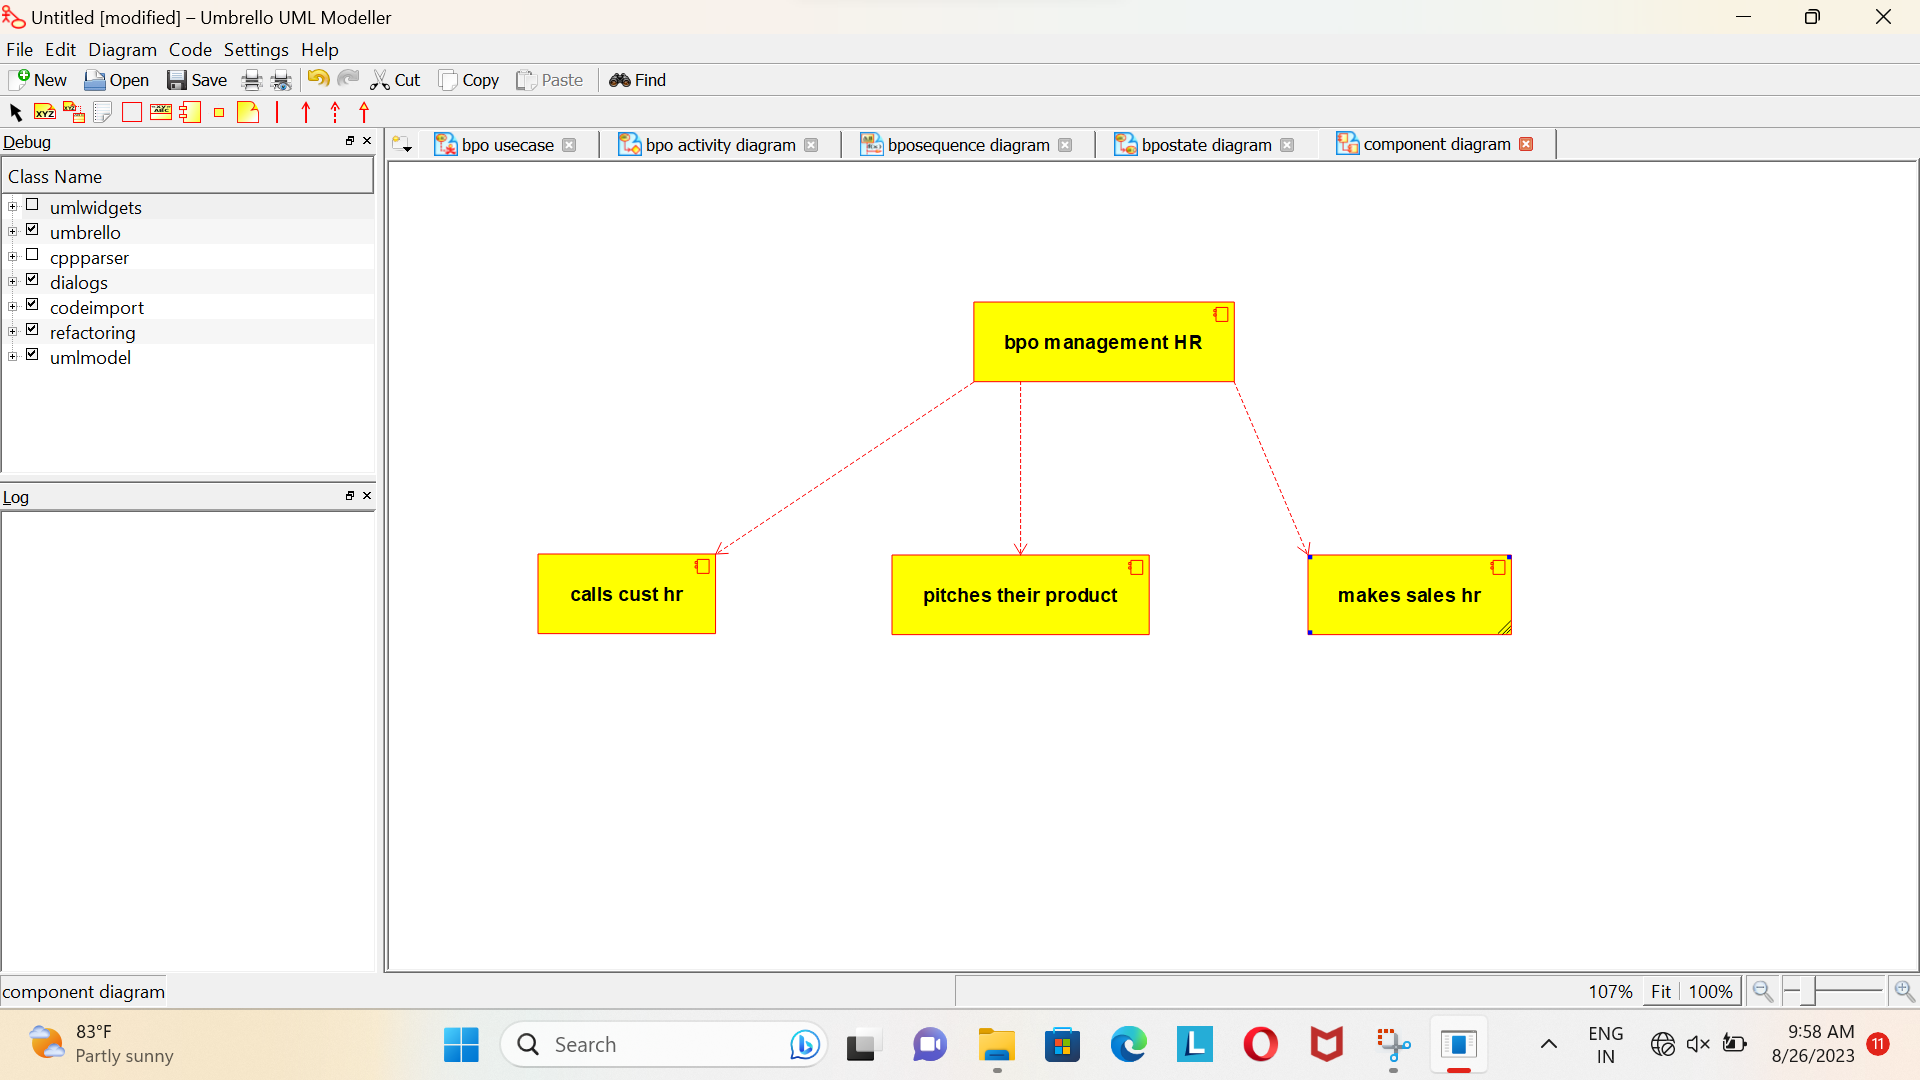 Untitled [modified] – Umbrello UML Modeller
File Edit Diagram Code Settings Help
New Open Save Cut Copy Paste Find
XYZ
Debug
bpo usecase bpo activity diagram bposequence diagram bpostate diagram component diagram
Class Name
umlwidgets
umbrello
cppparser
dialogs
codeimport
refactoring
umlmodel
Log
bpo management HR
calls cust hr
pitches their product
makes sales hr
component diagram
107% Fit 100%
83°F
Partly sunny
Search
ENG
IN
9:58 AM
8/26/2023
11